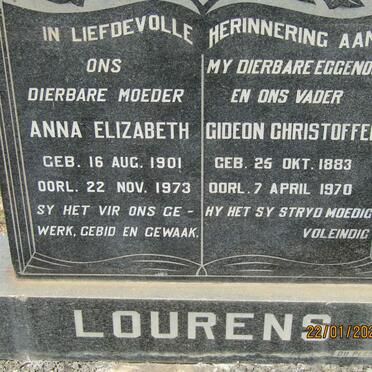 IN LIEFDEVOLLE HERINNERING AAN
ONS
DIERBARE MOEDER
ANNA ELIZABETH
GEB. 16 AUG. 1901
OORL. 22 NOV. 1973
SY HET VIR ONS GE-
WERK, GEBID EN GEWAAK.
MY DIERBARE EGGENO
EN ONS VADER
GIDEON CHRISTOFFEL
GEB. 25 OKT. 1883
OORL. 7 APRIL 1970
HY HET SY STRYD MOEDIG
VOLEINDIG
LOURENS
22/01/202